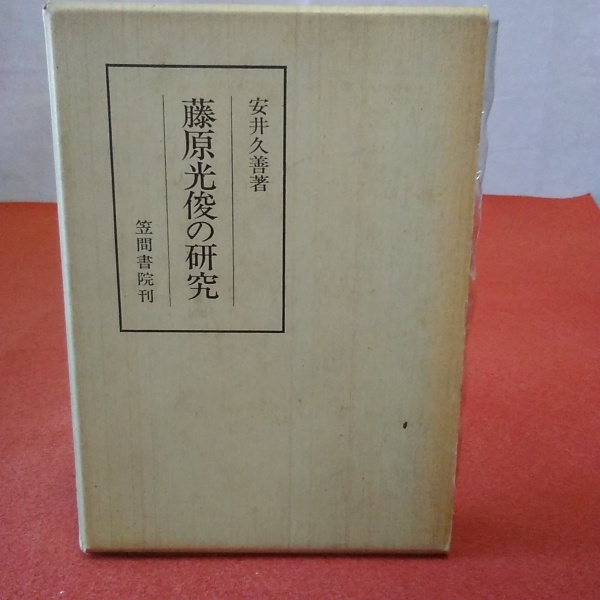 安井久善著
藤原光俊の研究
笠間書院刊